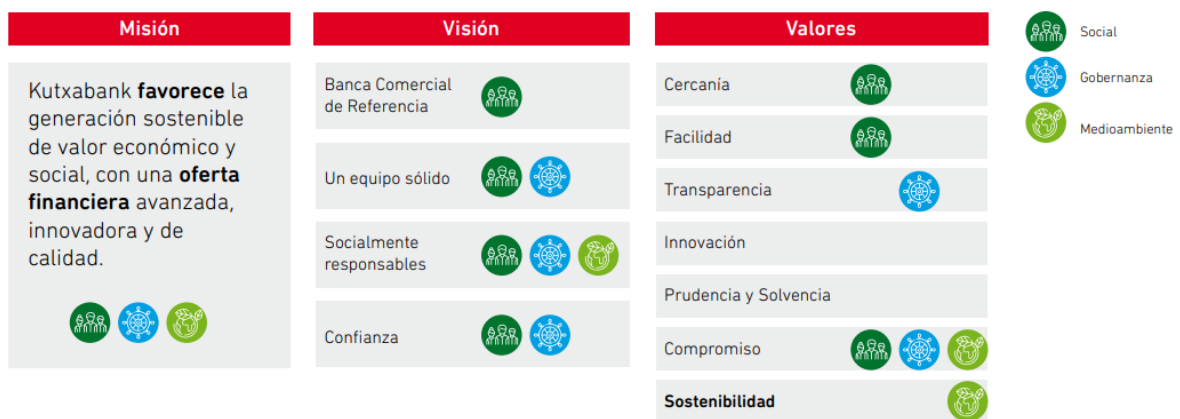 Misión
Kutxabank favorece la
generación sostenible
de valor económico y
social, con una oferta
financiera avanzada,
innovadora y de
calidad.
Visión
Banca Comercial
de Referencia
Un equipo sólido
Socialmente
responsables
Confianza
Valores
Cercanía
Facilidad
Transparencia
Innovación
Prudencia y Solvencia
Compromiso
Sostenibilidad
Social
Gobernanza
Medioambiente